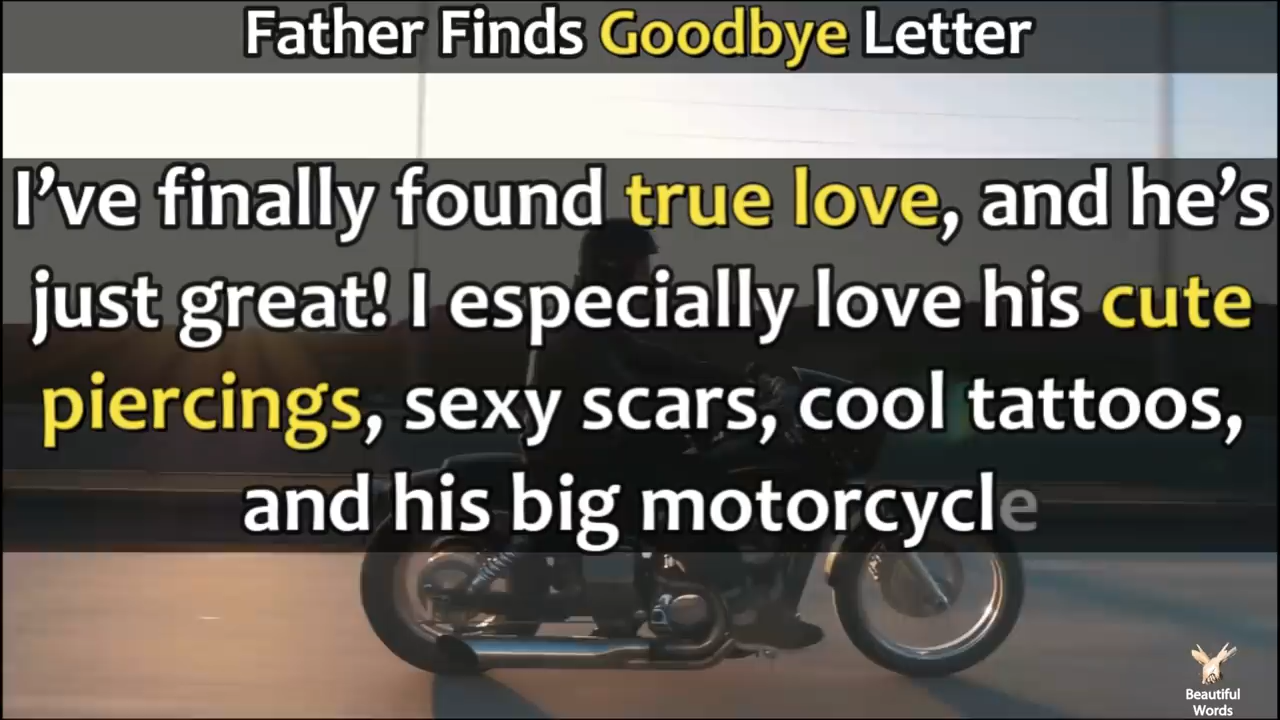 Father Finds Goodbye Letter
I’ve finally found true love, and he’s
just great! I especially love his cute
piercings, sexy scars, cool tattoos,
and his big motorcycle
Beautiful
Words